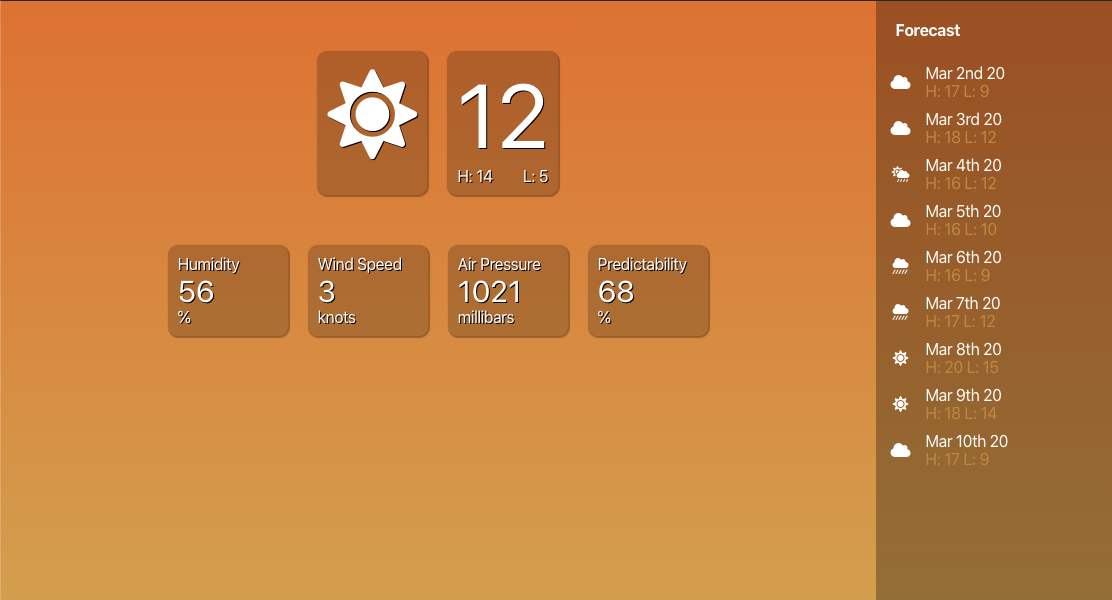 12
H: 14 L: 5
Humidity
56
%
Wind Speed
3
knots
Air Pressure
1021
millibars
Predictability
68
%
Forecast
Mar 2nd 20
H: 17 L: 9
Mar 3rd 20
H: 18 L: 12
Mar 4th 20
H: 16 L: 12
Mar 5th 20
H: 16 L: 10
Mar 6th 20
H: 16 L: 9
Mar 7th 20
H: 17 L: 12
Mar 8th 20
H: 20 L: 15
Mar 9th 20
H: 18 L: 14
Mar 10th 20
H: 17 L: 9